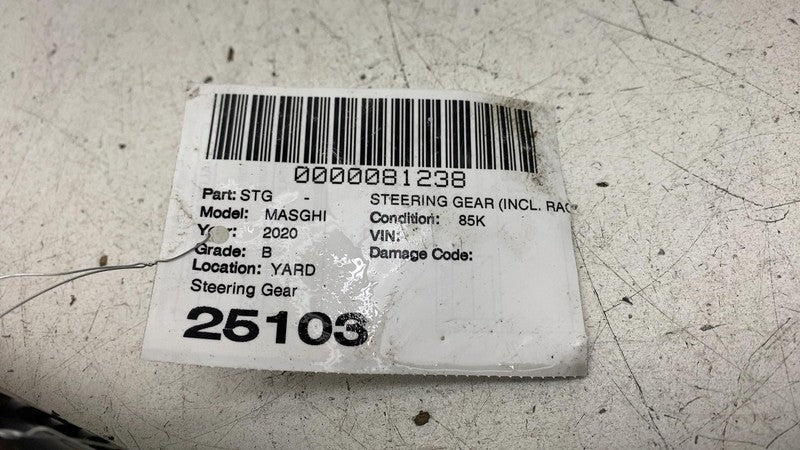 0000081238
Part: STG - STEERING GEAR (INCL. RAC
Model: MASGHI Condition: 85K
Year: 2020 VIN:
Grade: B Damage Code:
Location: YARD
Steering Gear
25103